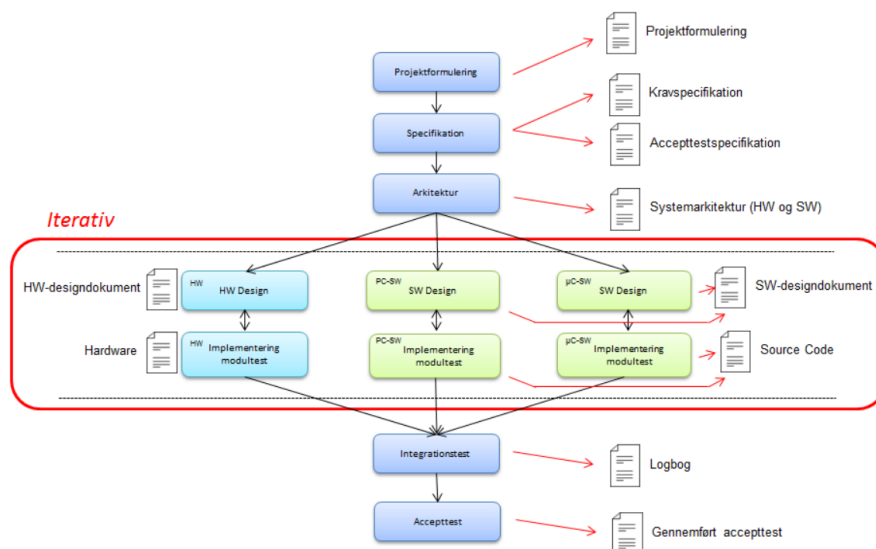 Projektformulering
Projektformulering
Kravspecifikation
Specifikation
Accepttestspecifikation
Arkitektur
Systemarkitektur (HW og SW)
Iterativ
HW-designdokument
HW
HW Design
PC-SW
SW Design
µC-SW
SW Design
SW-designdokument
Hardware
HW
Implementering
modultest
PC-SW
Implementering
modultest
µC-SW
Implementering
modultest
Source Code
Integrationstest
Logbog
Accepttest
Gennemført accepttest